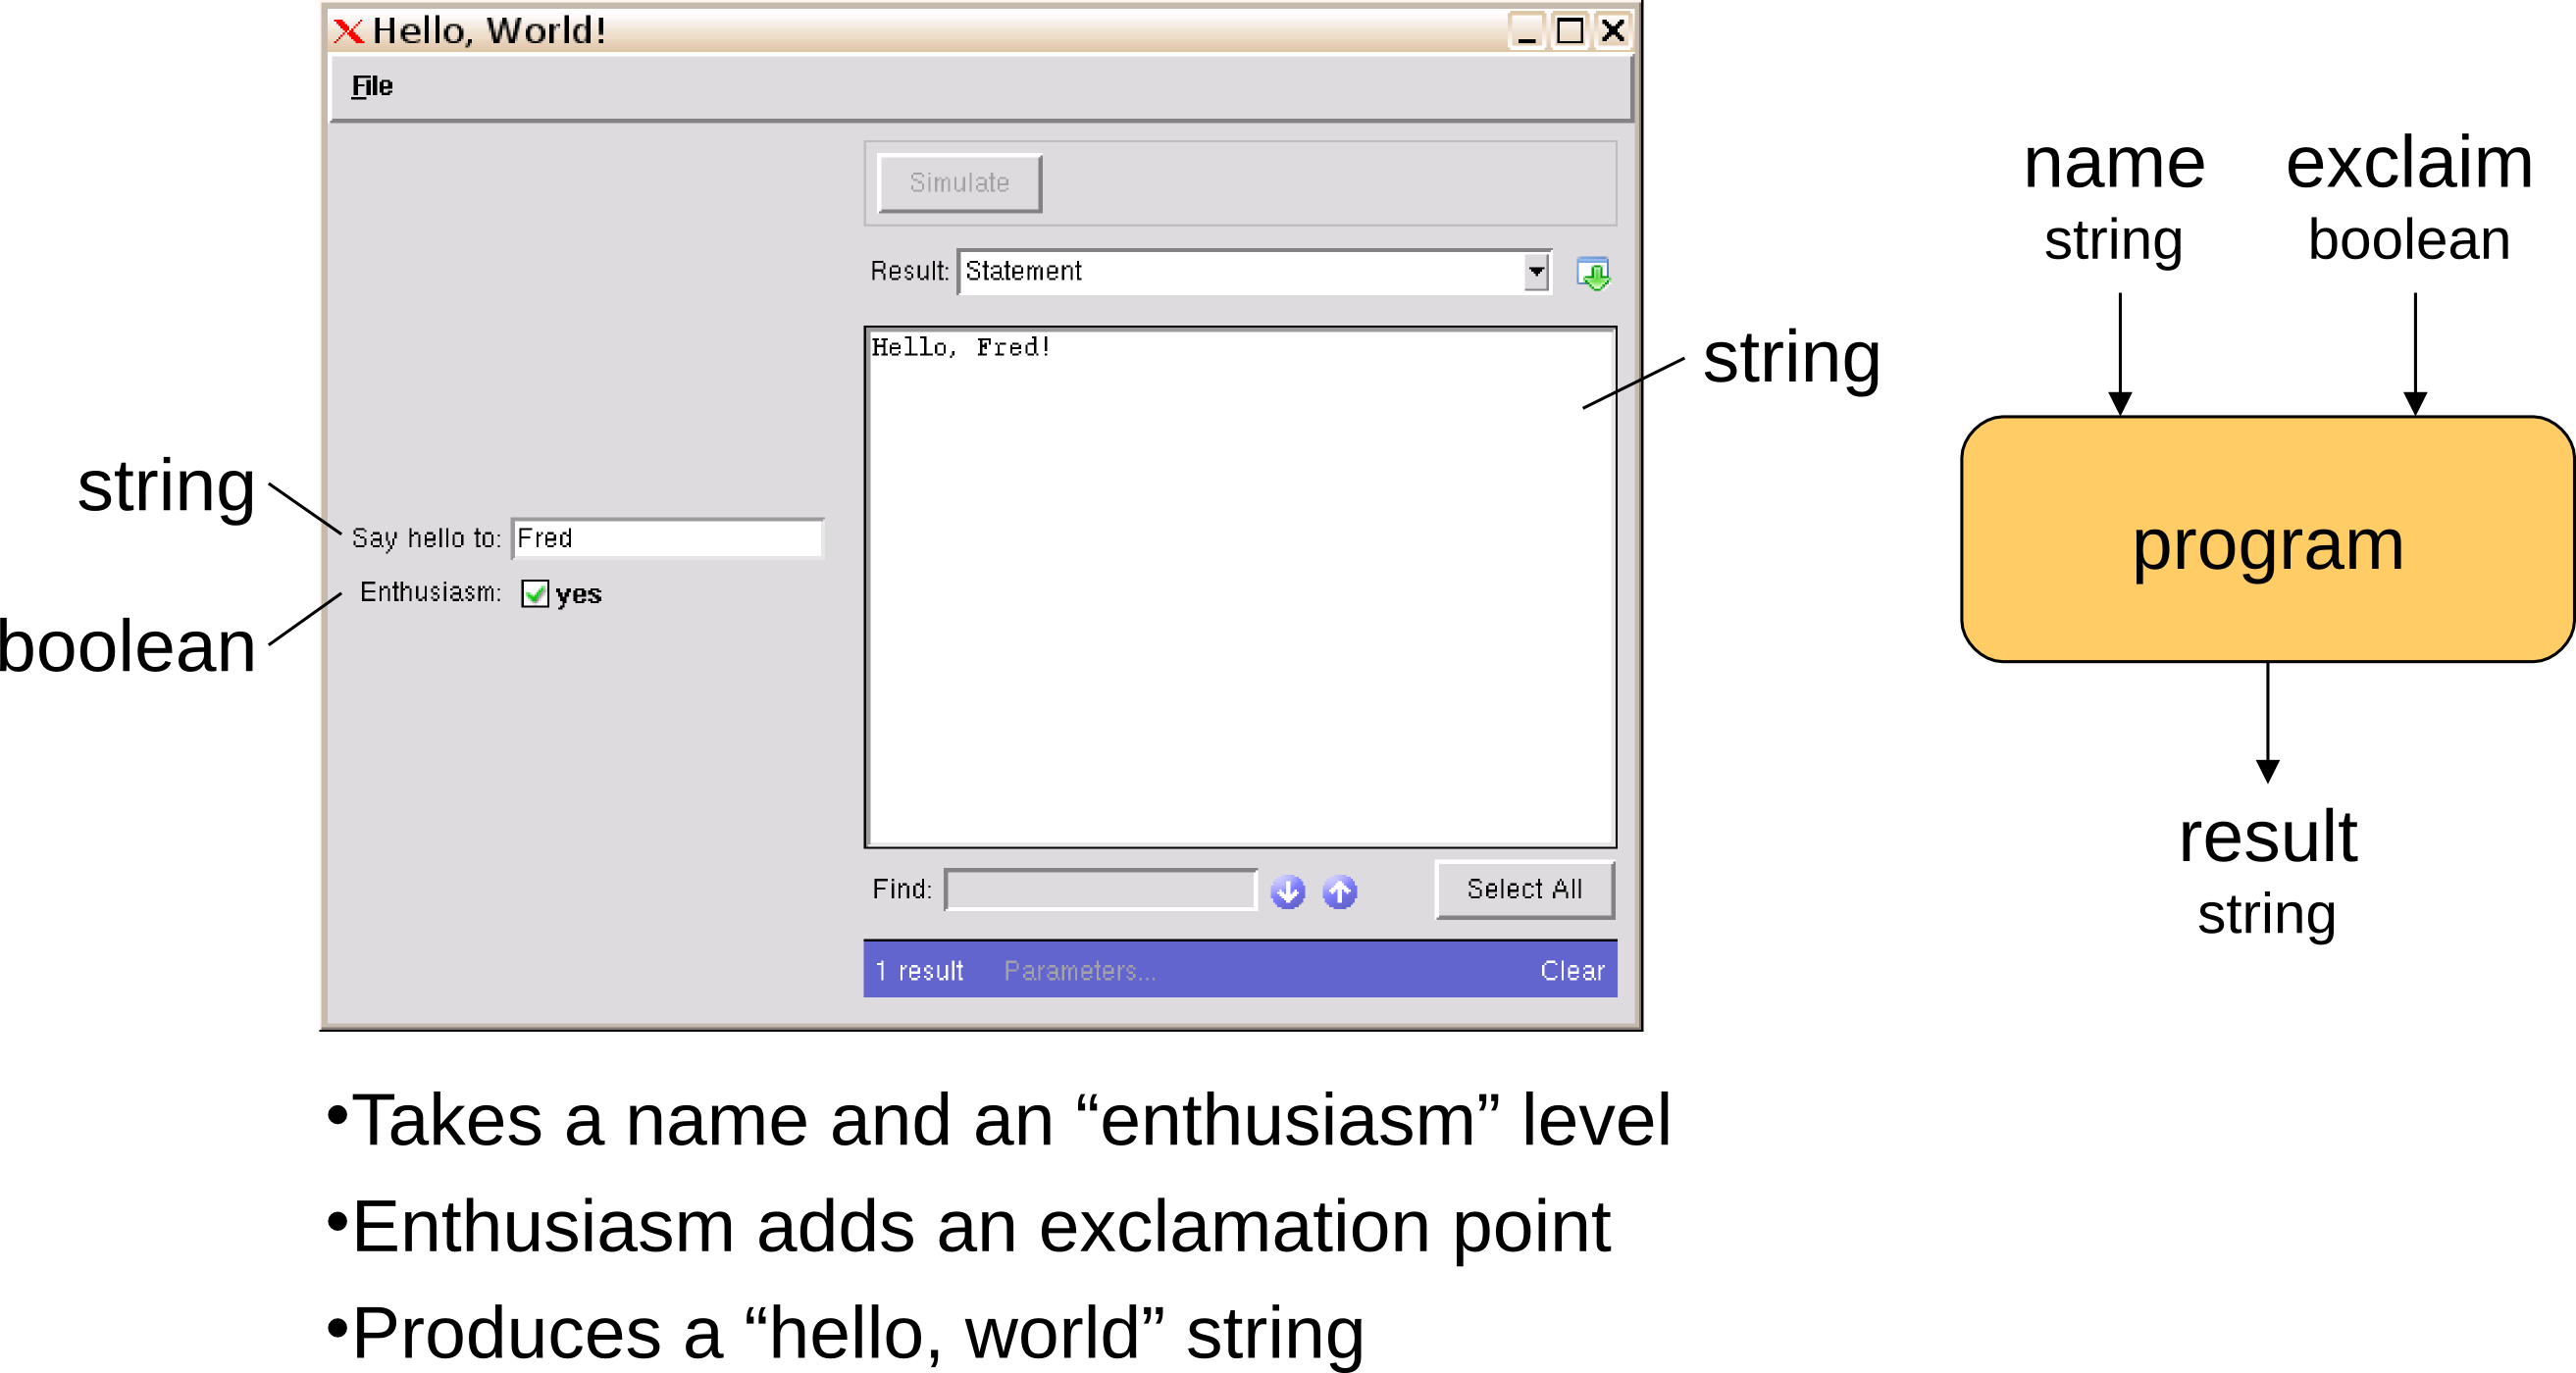 Hello, World!
File
Simulate
Result: Statement
Hello, Fred!
string
string
Say hello to: Fred
Enthusiasm: yes
boolean
Find:
Select All
1 result Parameters... Clear
name exclaim
string boolean
program
result
string
•Takes a name and an “enthusiasm” level
•Enthusiasm adds an exclamation point
•Produces a “hello, world” string